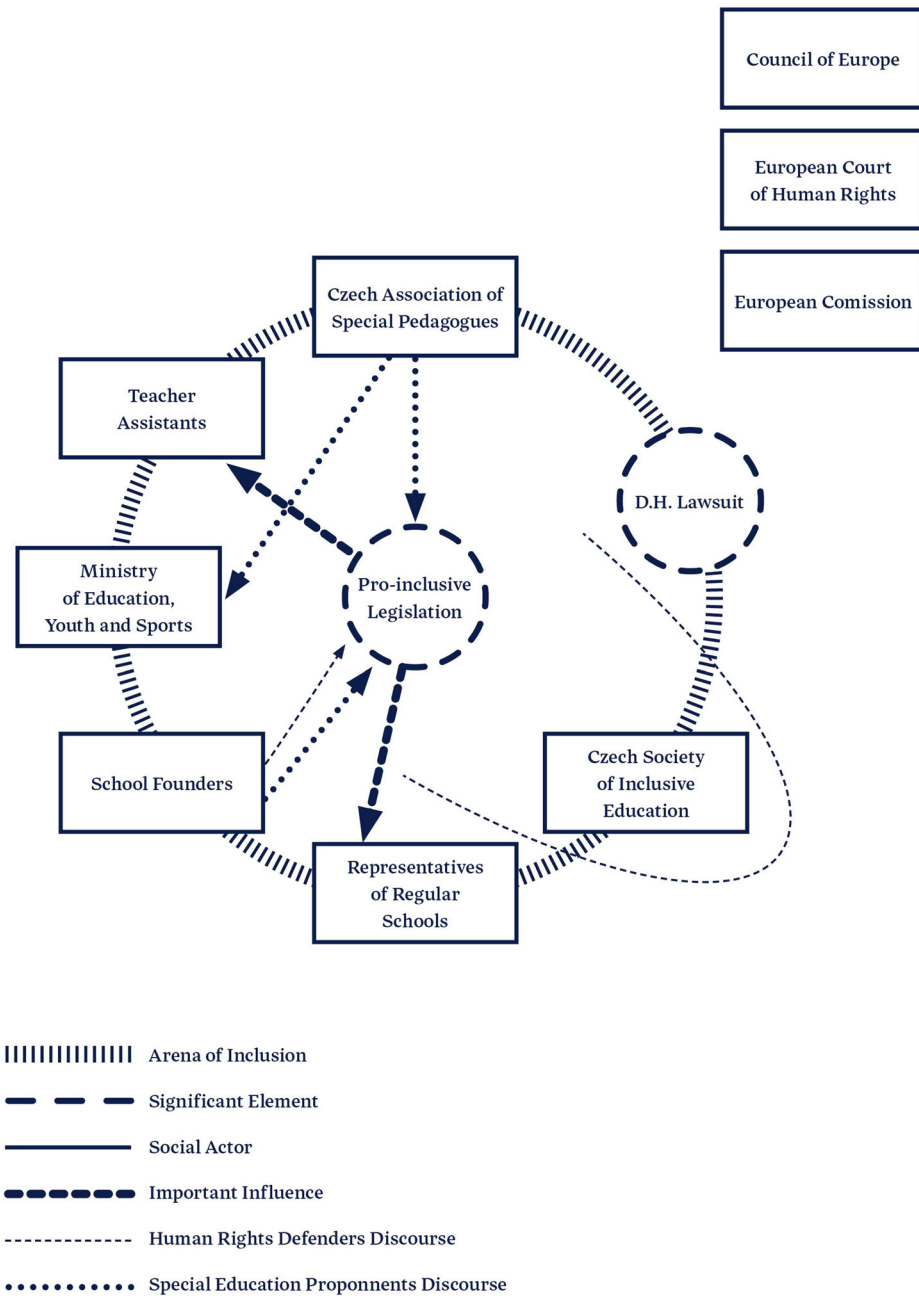 Council of Europe
European Court
of Human Rights
European Comission
Czech Association of
Special Pedagogues
Teacher
Assistants
D.H. Lawsuit
Ministry
of Education,
Youth and Sports
Pro-inclusive
Legislation
School Founders
Czech Society
of Inclusive
Education
Representatives
of Regular
Schools
Arena of Inclusion
Significant Element
Social Actor
Important Influence
Human Rights Defenders Discourse
Special Education Proponnents Discourse